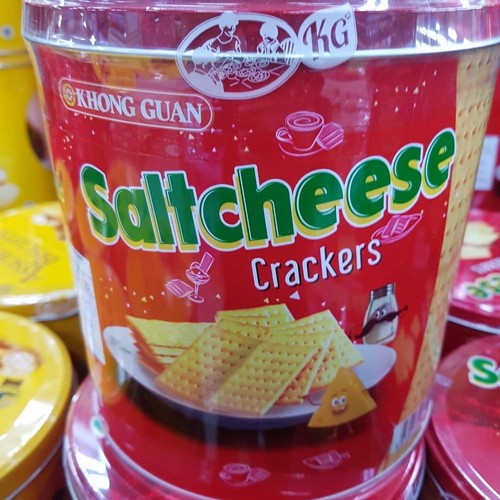 KG
KHONG GUAN
Saltcheese
Crackers